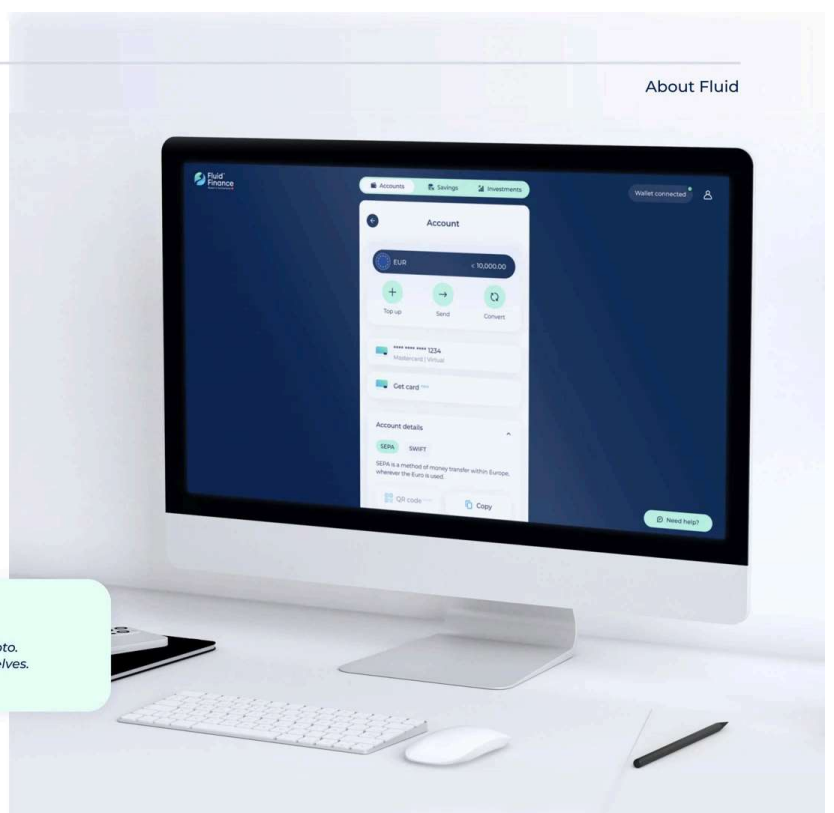 About Fluid
Fluid
Finance
Accounts
Savings
Investments
Wallet connected
Account
EUR
€ 10,000.00
Top up
Send
Convert
**** **** **** 1234
Mastercard | Virtual
Get card
Account details
SEPA
SWIFT
SEPA is a method of money transfer within Europe,
wherever the Euro is used.
QR code
Copy
Need help?